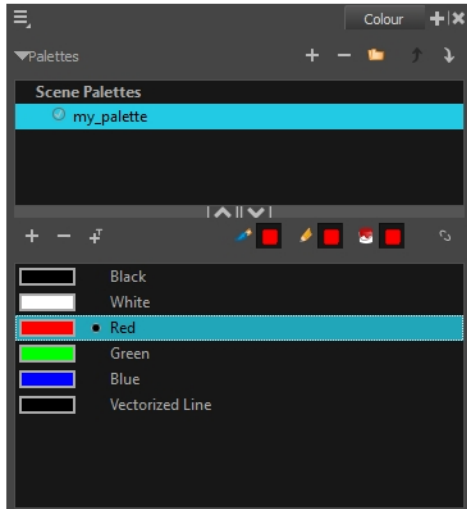 Colour
Palettes
Scene Palettes
my_palette
Black
White
Red
Green
Blue
Vectorized Line